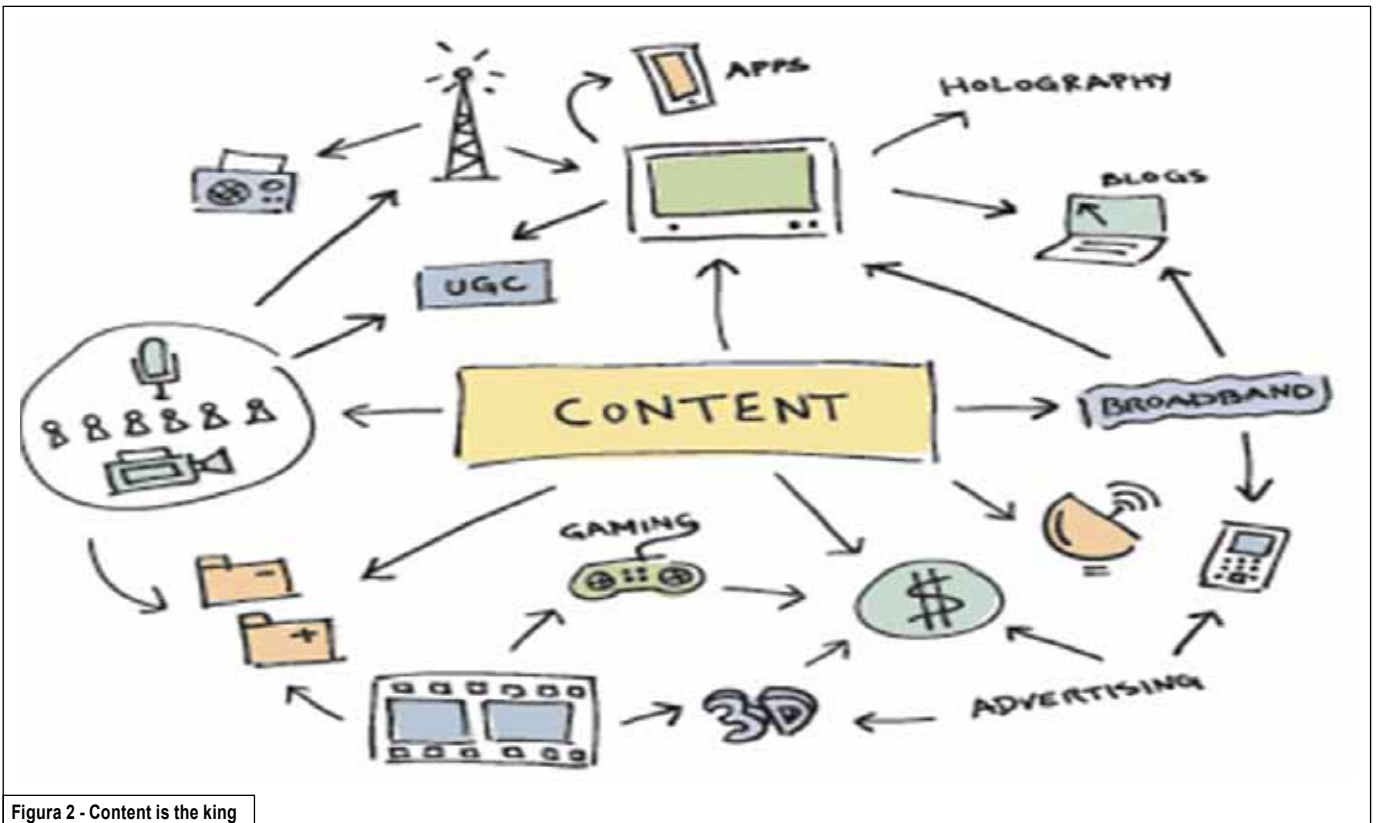 APPS
HOLOGRAPHY
BLOGS
UGC
CONTENT
BROADBAND
GAMING
$
- 
+
3D
ADVERTISING
Figura 2 - Content is the king